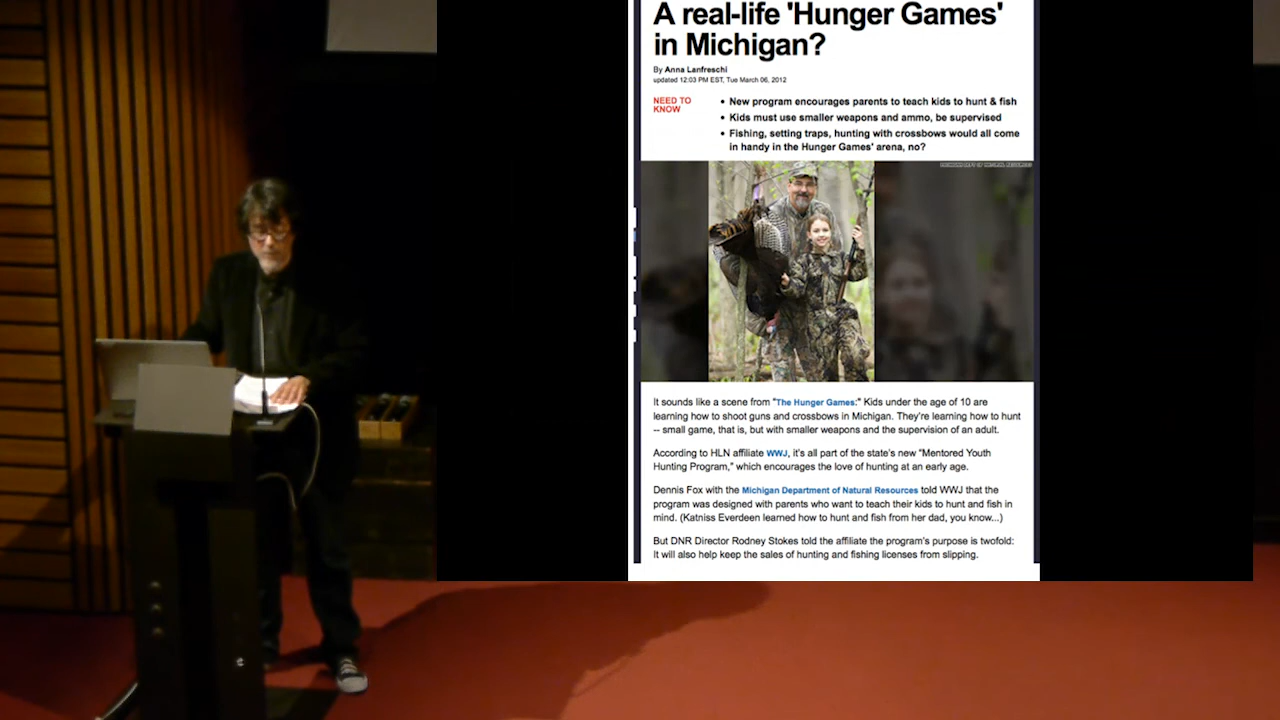 A real-life 'Hunger Games'
in Michigan?
By Anna Lanfreschi
updated 12:03 PM EST, Tue March 06, 2012
NEED TO
KNOW
• New program encourages parents to teach kids to hunt & fish
• Kids must use smaller weapons and ammo, be supervised
• Fishing, setting traps, hunting with crossbows would all come
in handy in the Hunger Games' arena, no?
It sounds like a scene from "The Hunger Games:" Kids under the age of 10 are
learning how to shoot guns and crossbows in Michigan. They're learning how to hunt
-- small game, that is, but with smaller weapons and the supervision of an adult.
According to HLN affiliate WWJ, it's all part of the state's new "Mentored Youth
Hunting Program," which encourages the love of hunting at an early age.
Dennis Fox with the Michigan Department of Natural Resources told WWJ that the
program was designed with parents who want to teach their kids to hunt and fish in
mind. (Katniss Everdeen learned how to hunt and fish from her dad, you know...)
But DNR Director Rodney Stokes told the affiliate the program's purpose is twofold:
It will also help keep the sales of hunting and fishing licenses from slipping.